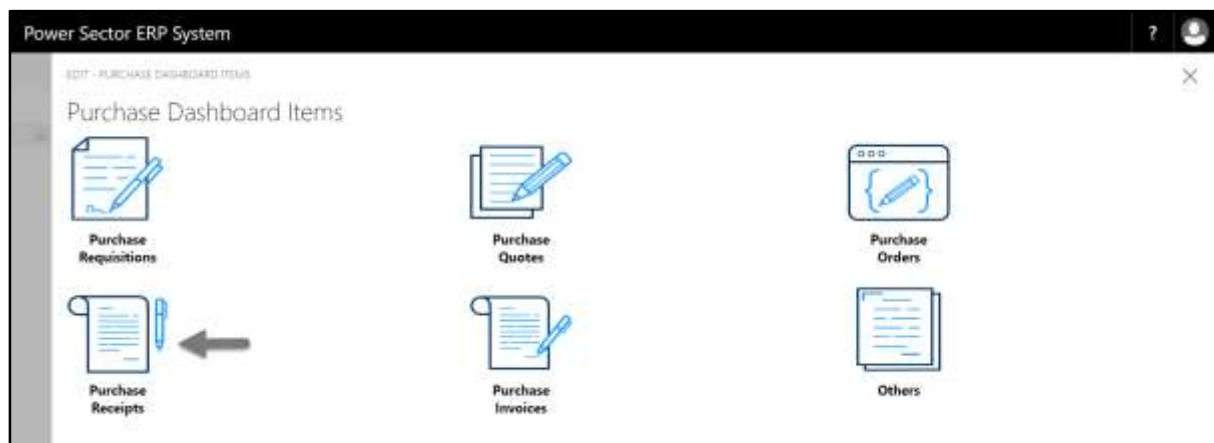 Power Sector ERP System
?
EDIT - PURCHASE DASHBOARD ITEMS
Purchase Dashboard Items
Purchase
Requisitions
Purchase
Quotes
Purchase
Orders
Purchase
Receipts
Purchase
Invoices
Others